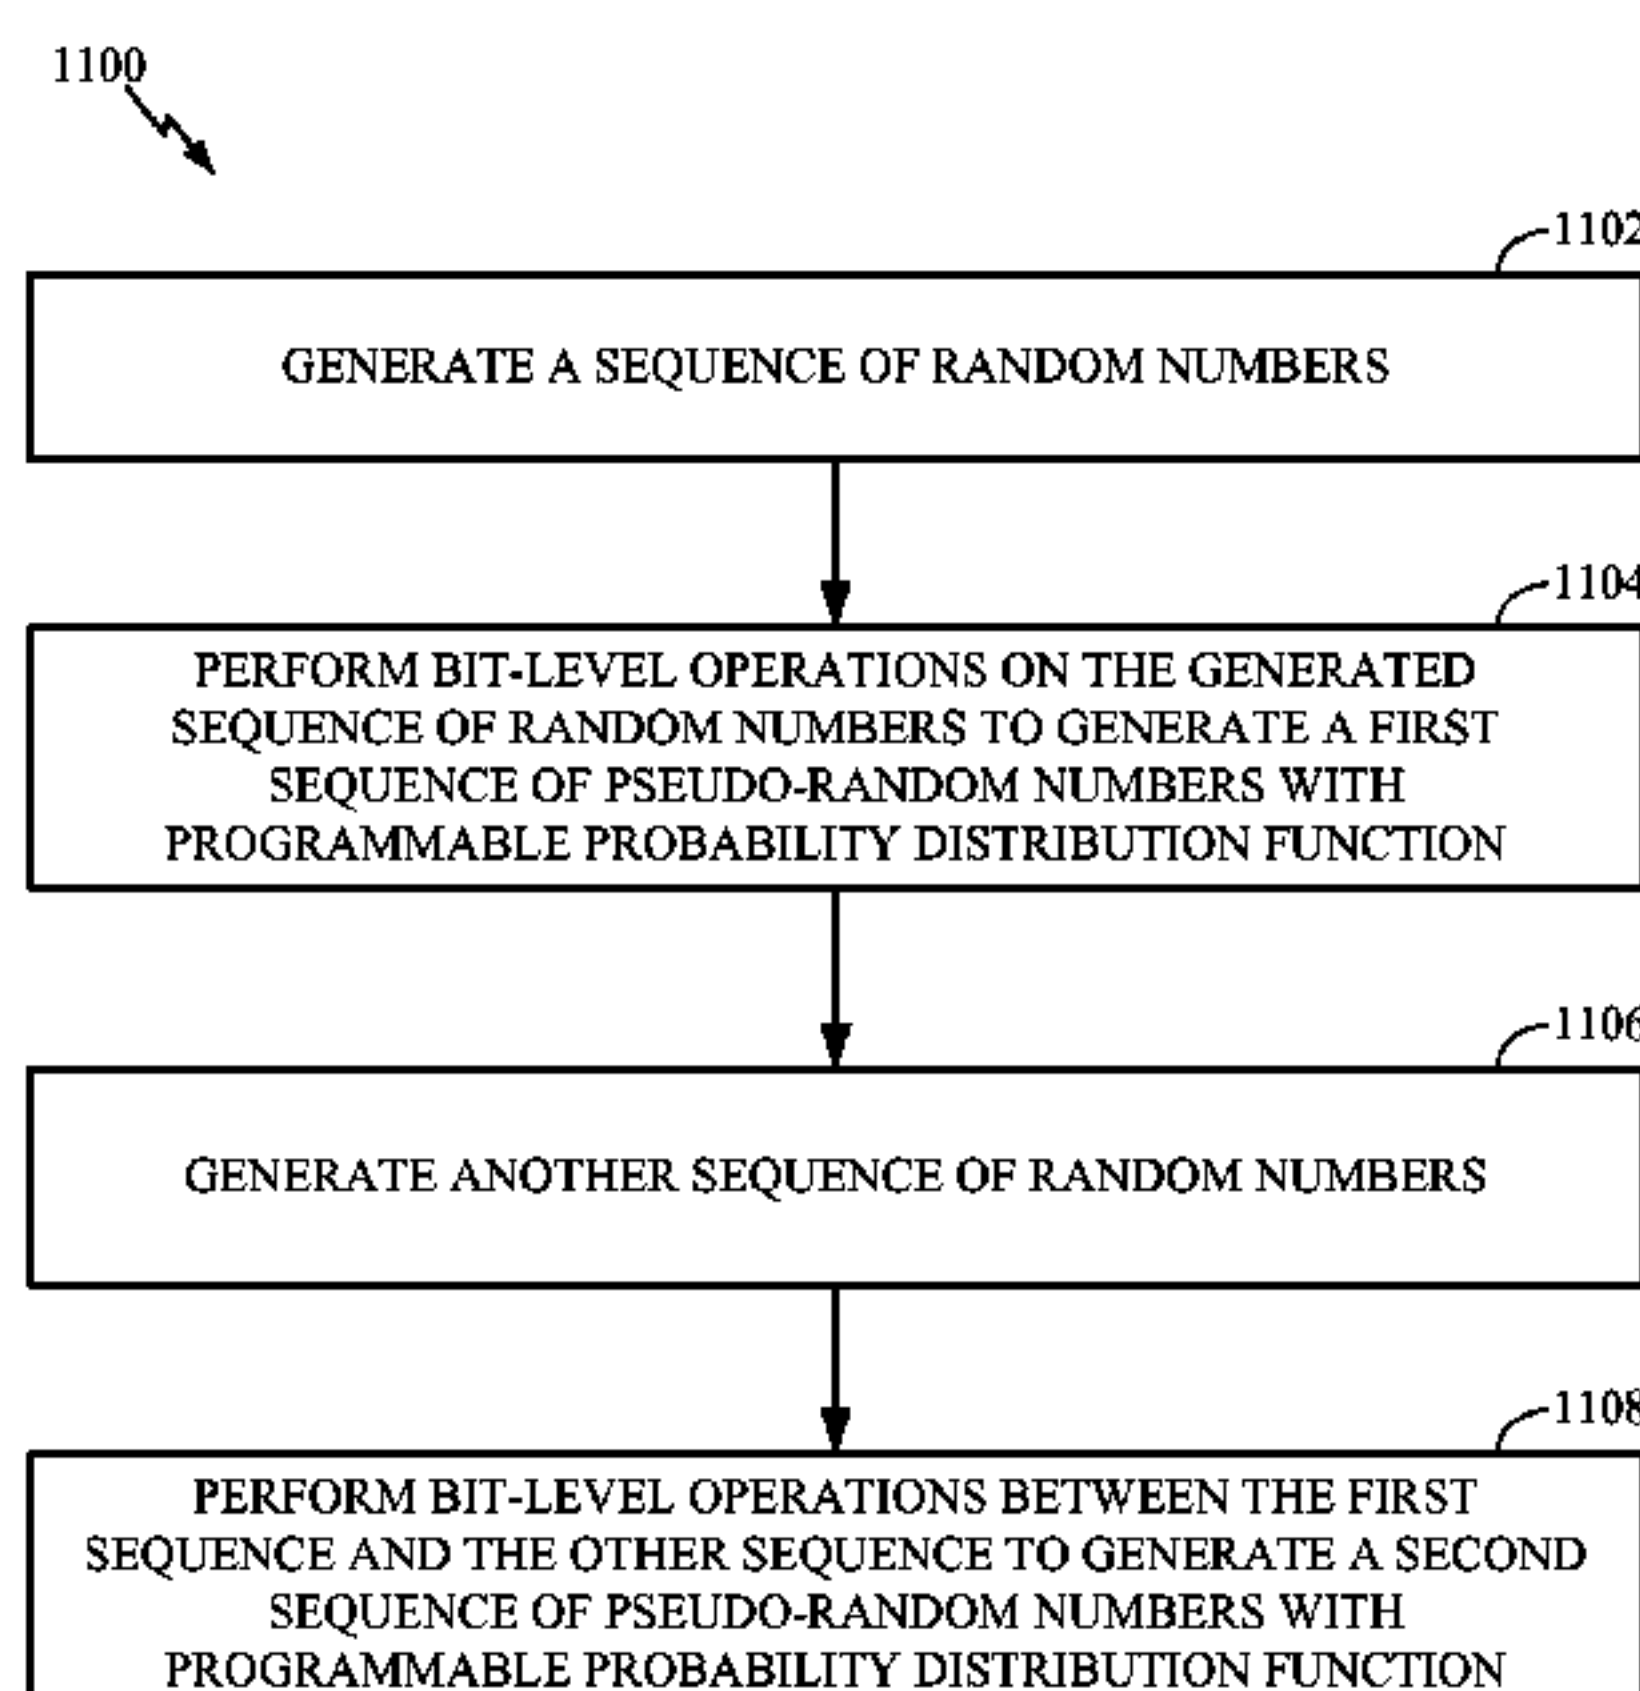 1100
1102
GENERATE A SEQUENCE OF RANDOM NUMBERS
1104
PERFORM BIT-LEVEL OPERATIONS ON THE GENERATED
SEQUENCE OF RANDOM NUMBERS TO GENERATE A FIRST
SEQUENCE OF PSEUDO-RANDOM NUMBERS WITH
PROGRAMMABLE PROBABILITY DISTRIBUTION FUNCTION
1106
GENERATE ANOTHER SEQUENCE OF RANDOM NUMBERS
1108
PERFORM BIT-LEVEL OPERATIONS BETWEEN THE FIRST
SEQUENCE AND THE OTHER SEQUENCE TO GENERATE A SECOND
SEQUENCE OF PSEUDO-RANDOM NUMBERS WITH
PROGRAMMABLE PROBABILITY DISTRIBUTION FUNCTION